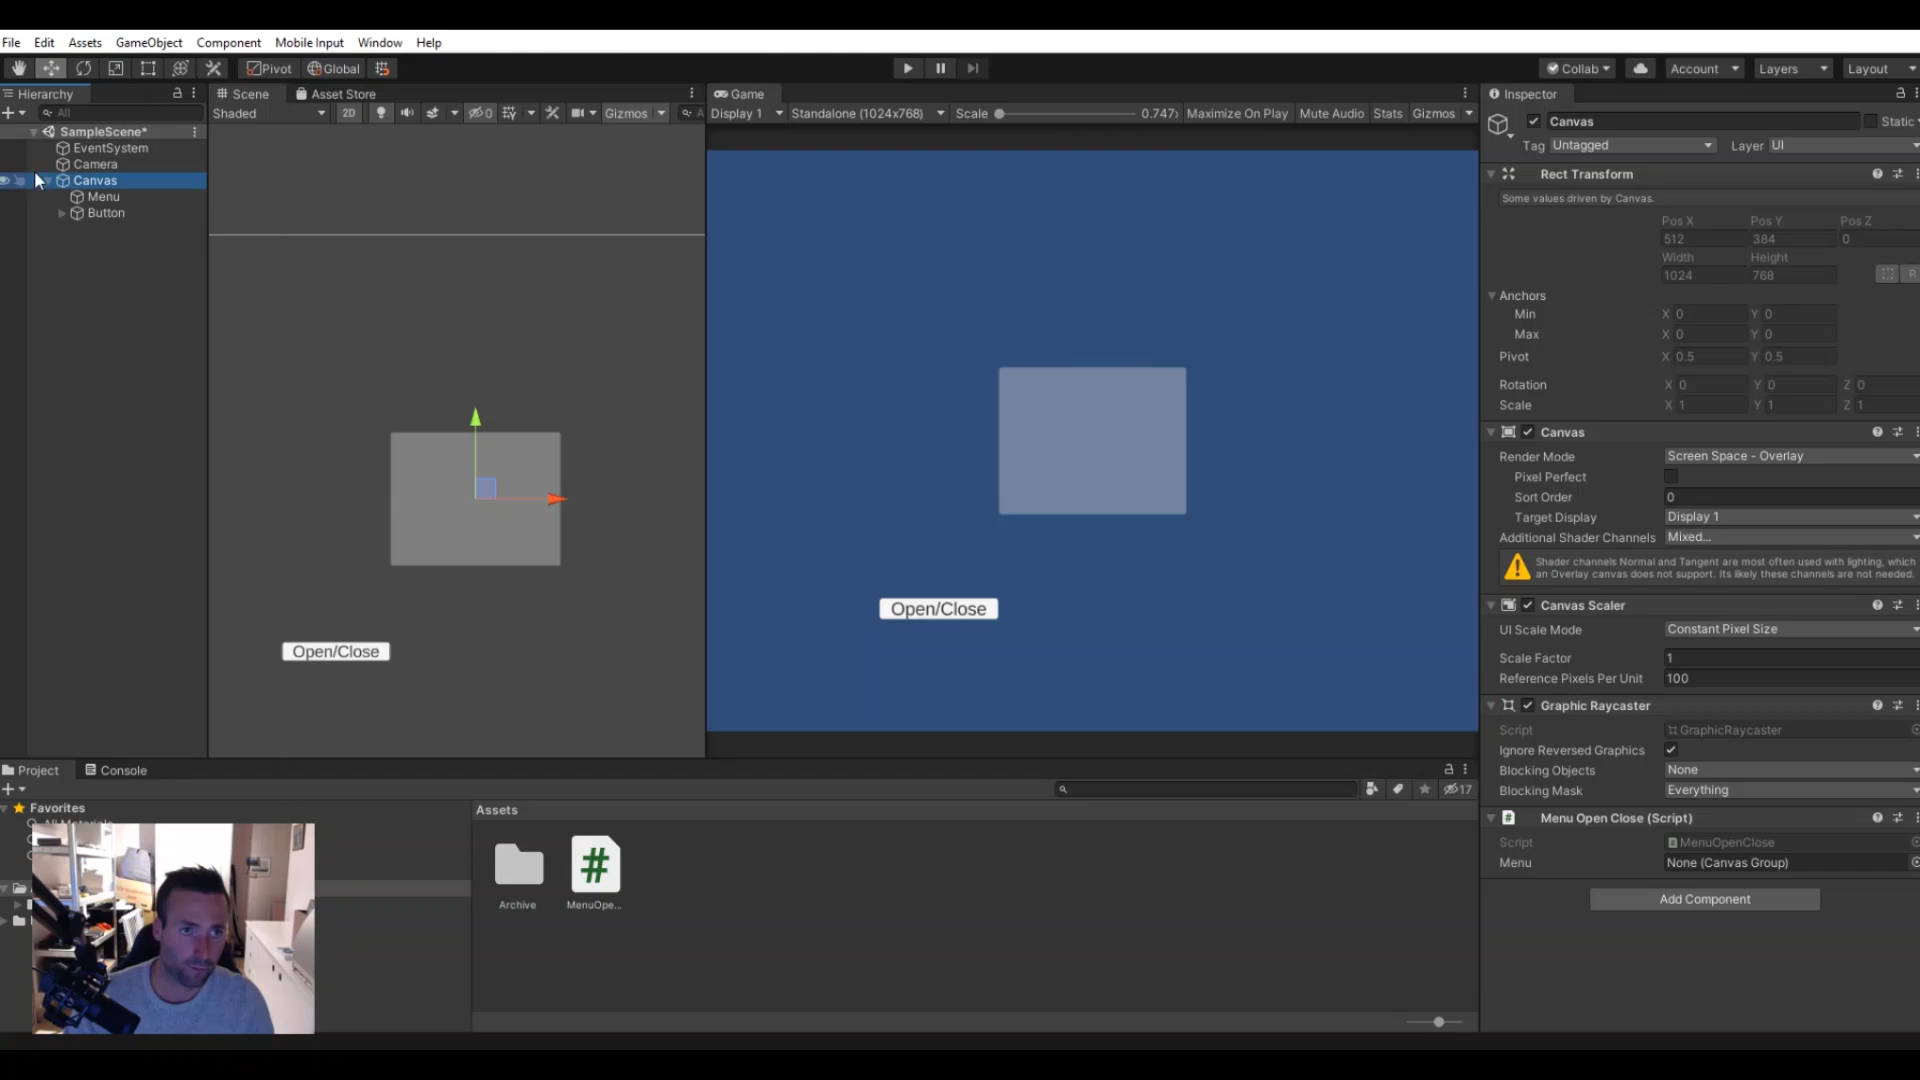 File Edit Assets GameObject Component Mobile Input Window Help
Pivot Global Collab Account Layers Layout
Hierarchy
All
SampleScene*
EventSystem
Camera
Canvas
Menu
Button
Scene Asset Store
Shaded 2D 0 Gizmos A
Open/Close
Game
Display 1 Standalone (1024x768) Scale 0.747x Maximize On Play Mute Audio Stats Gizmos
Open/Close
Inspector
Canvas Static
Tag Untagged Layer UI
Rect Transform
Some values driven by Canvas.
Pos X Pos Y Pos Z
512 384 0
Width Height
1024 768 R
Anchors
Min X 0 Y 0
Max X 0 Y 0
Pivot X 0.5 Y 0.5
Rotation X 0 Y 0 Z 0
Scale X 1 Y 1 Z 1
Canvas
Render Mode Screen Space - Overlay
Pixel Perfect
Sort Order 0
Target Display Display 1
Additional Shader Channels Mixed...
Shader channels Normal and Tangent are most often used with lighting, which
an Overlay canvas does not support. Its likely these channels are not needed.
Canvas Scaler
UI Scale Mode Constant Pixel Size
Scale Factor 1
Reference Pixels Per Unit 100
Graphic Raycaster
Script GraphicRaycaster
Ignore Reversed Graphics
Blocking Objects None
Blocking Mask Everything
# Menu Open Close (Script)
Script MenuOpenClose
Menu None (Canvas Group)
Add Component
Project Console
17
Favorites
Assets
#
Archive MenuOpe...